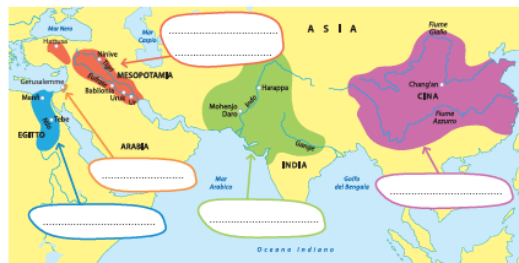 Mar Nero
Mar Caspio
A S I A
Fiume Giallo
Hattusa
Ninive
Tigri
MESOPOTAMIA
Eufrate
Gerusalemme
Babilonia
Uruk
Ur
Harappa
Indo
Mohenjo Daro
Chang'an
CINA
Menfi
Nilo
Tebe
EGITTO
ARABIA
Fiume Azzurro
Gange
INDIA
Mar Arabico
Golfo del Bengala
Oceano Indiano